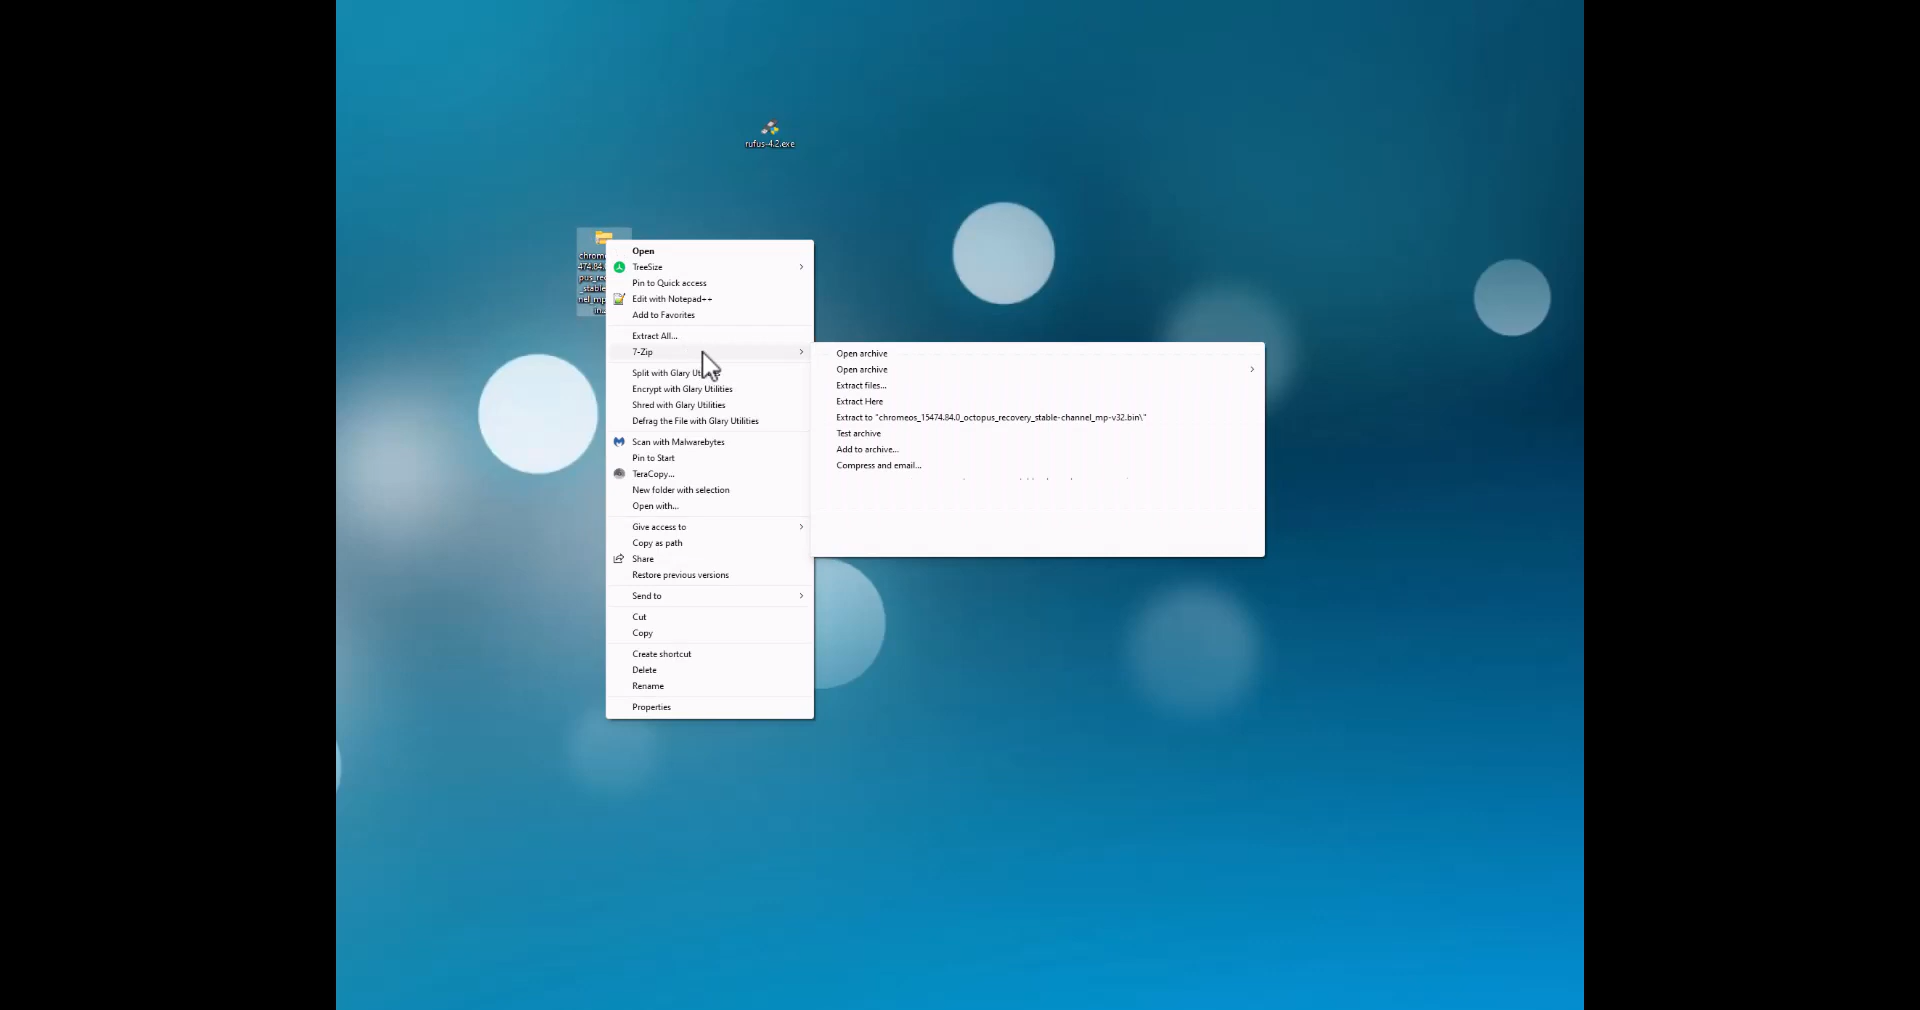 rufus-4.2.exe
Open
TreeSize
Pin to Quick access
Edit with Notepad++
Add to Favorites
Extract All...
7-Zip
Split with Glary
Encrypt with Glary Utilities
Shred with Glary Utilities
Defrag the File with Glary Utilities
Scan with Malwarebytes
Pin to Start
TeraCopy...
New folder with selection
Open with...
Give access to
Copy as path
Share
Restore previous versions
Send to
Cut
Copy
Create shortcut
Delete
Rename
Properties
Open archive
Open archive
Extract files...
Extract Here
Extract to "chromeos_15474.84.0_octopus_recovery_stable-channel_mp-v32.bin\"
Test archive
Add to archive...
Compress and email...